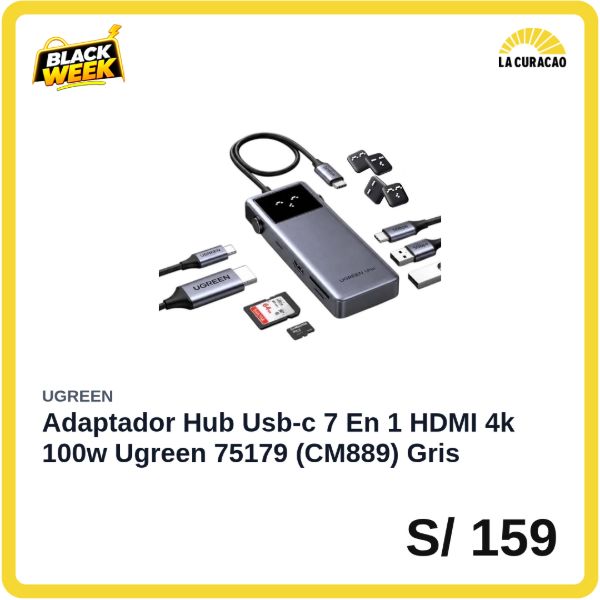 BLACK
WEEK
LA CURACAO
UGREEN
UGREEN
UGREEN
UGREEN
Adaptador Hub Usb-c 7 En 1 HDMI 4k
100w Ugreen 75179 (CM889) Gris
S/ 159